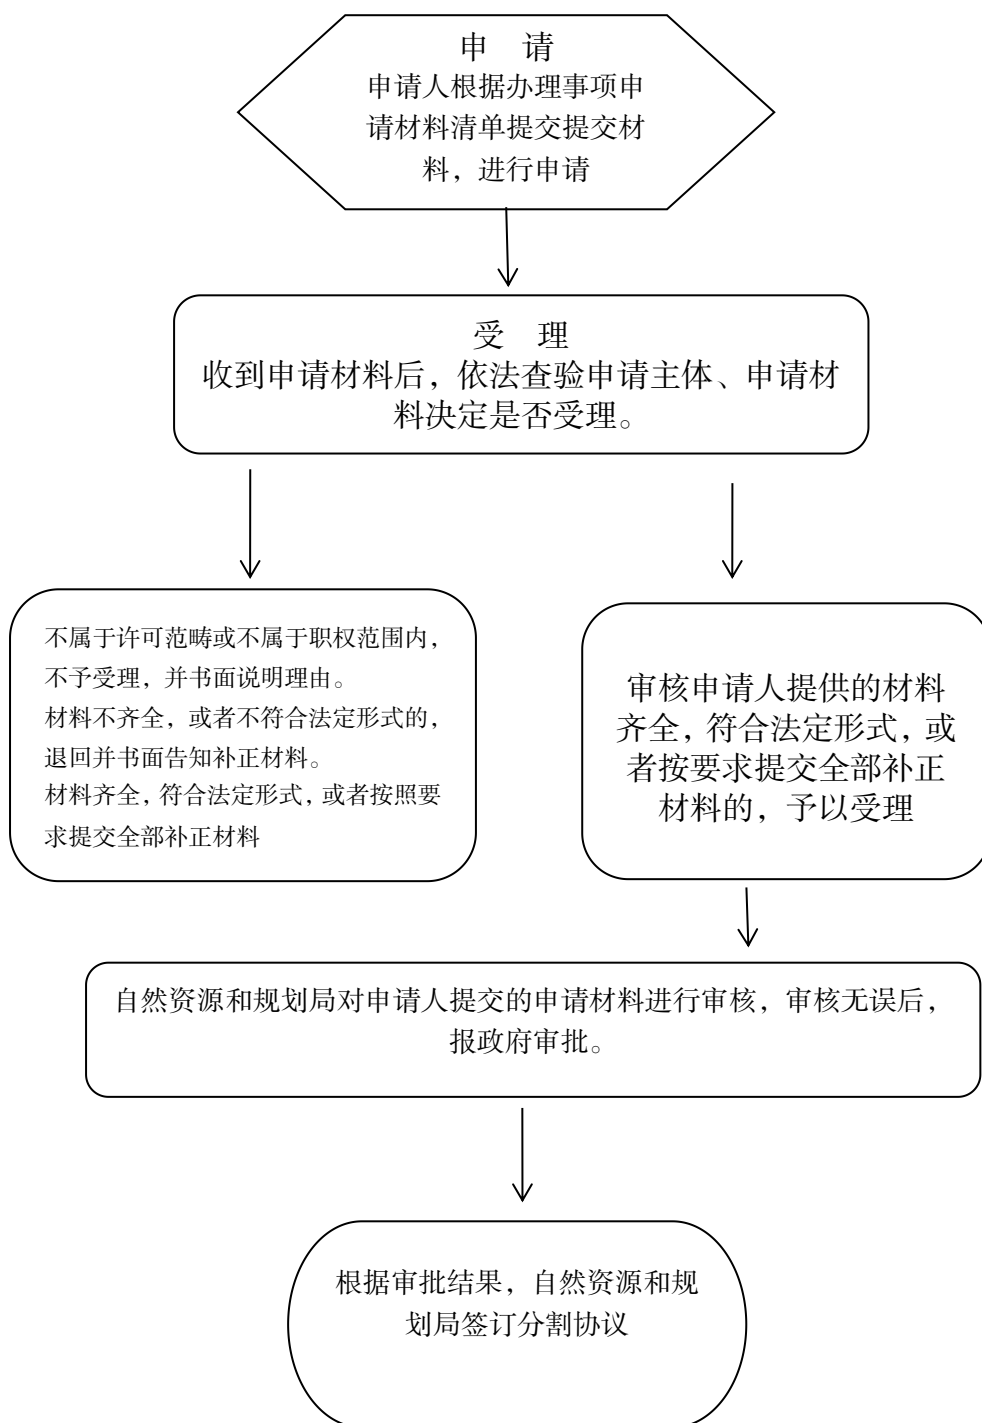 申 请
申请人根据办理事项申
请材料清单提交提交材
料，进行申请
受 理
收到申请材料后，依法查验申请主体、申请材
料决定是否受理。
不属于许可范畴或不属于职权范围内，
不予受理，并书面说明理由。
材料不齐全，或者不符合法定形式的，
退回并书面告知补正材料。
材料齐全，符合法定形式，或者按照要
求提交全部补正材料
审核申请人提供的材料
齐全，符合法定形式，或
者按要求提交全部补正
材料的，予以受理
自然资源和规划局对申请人提交的申请材料进行审核，审核无误后，
报政府审批。
根据审批结果，自然资源和规
划局签订分割协议